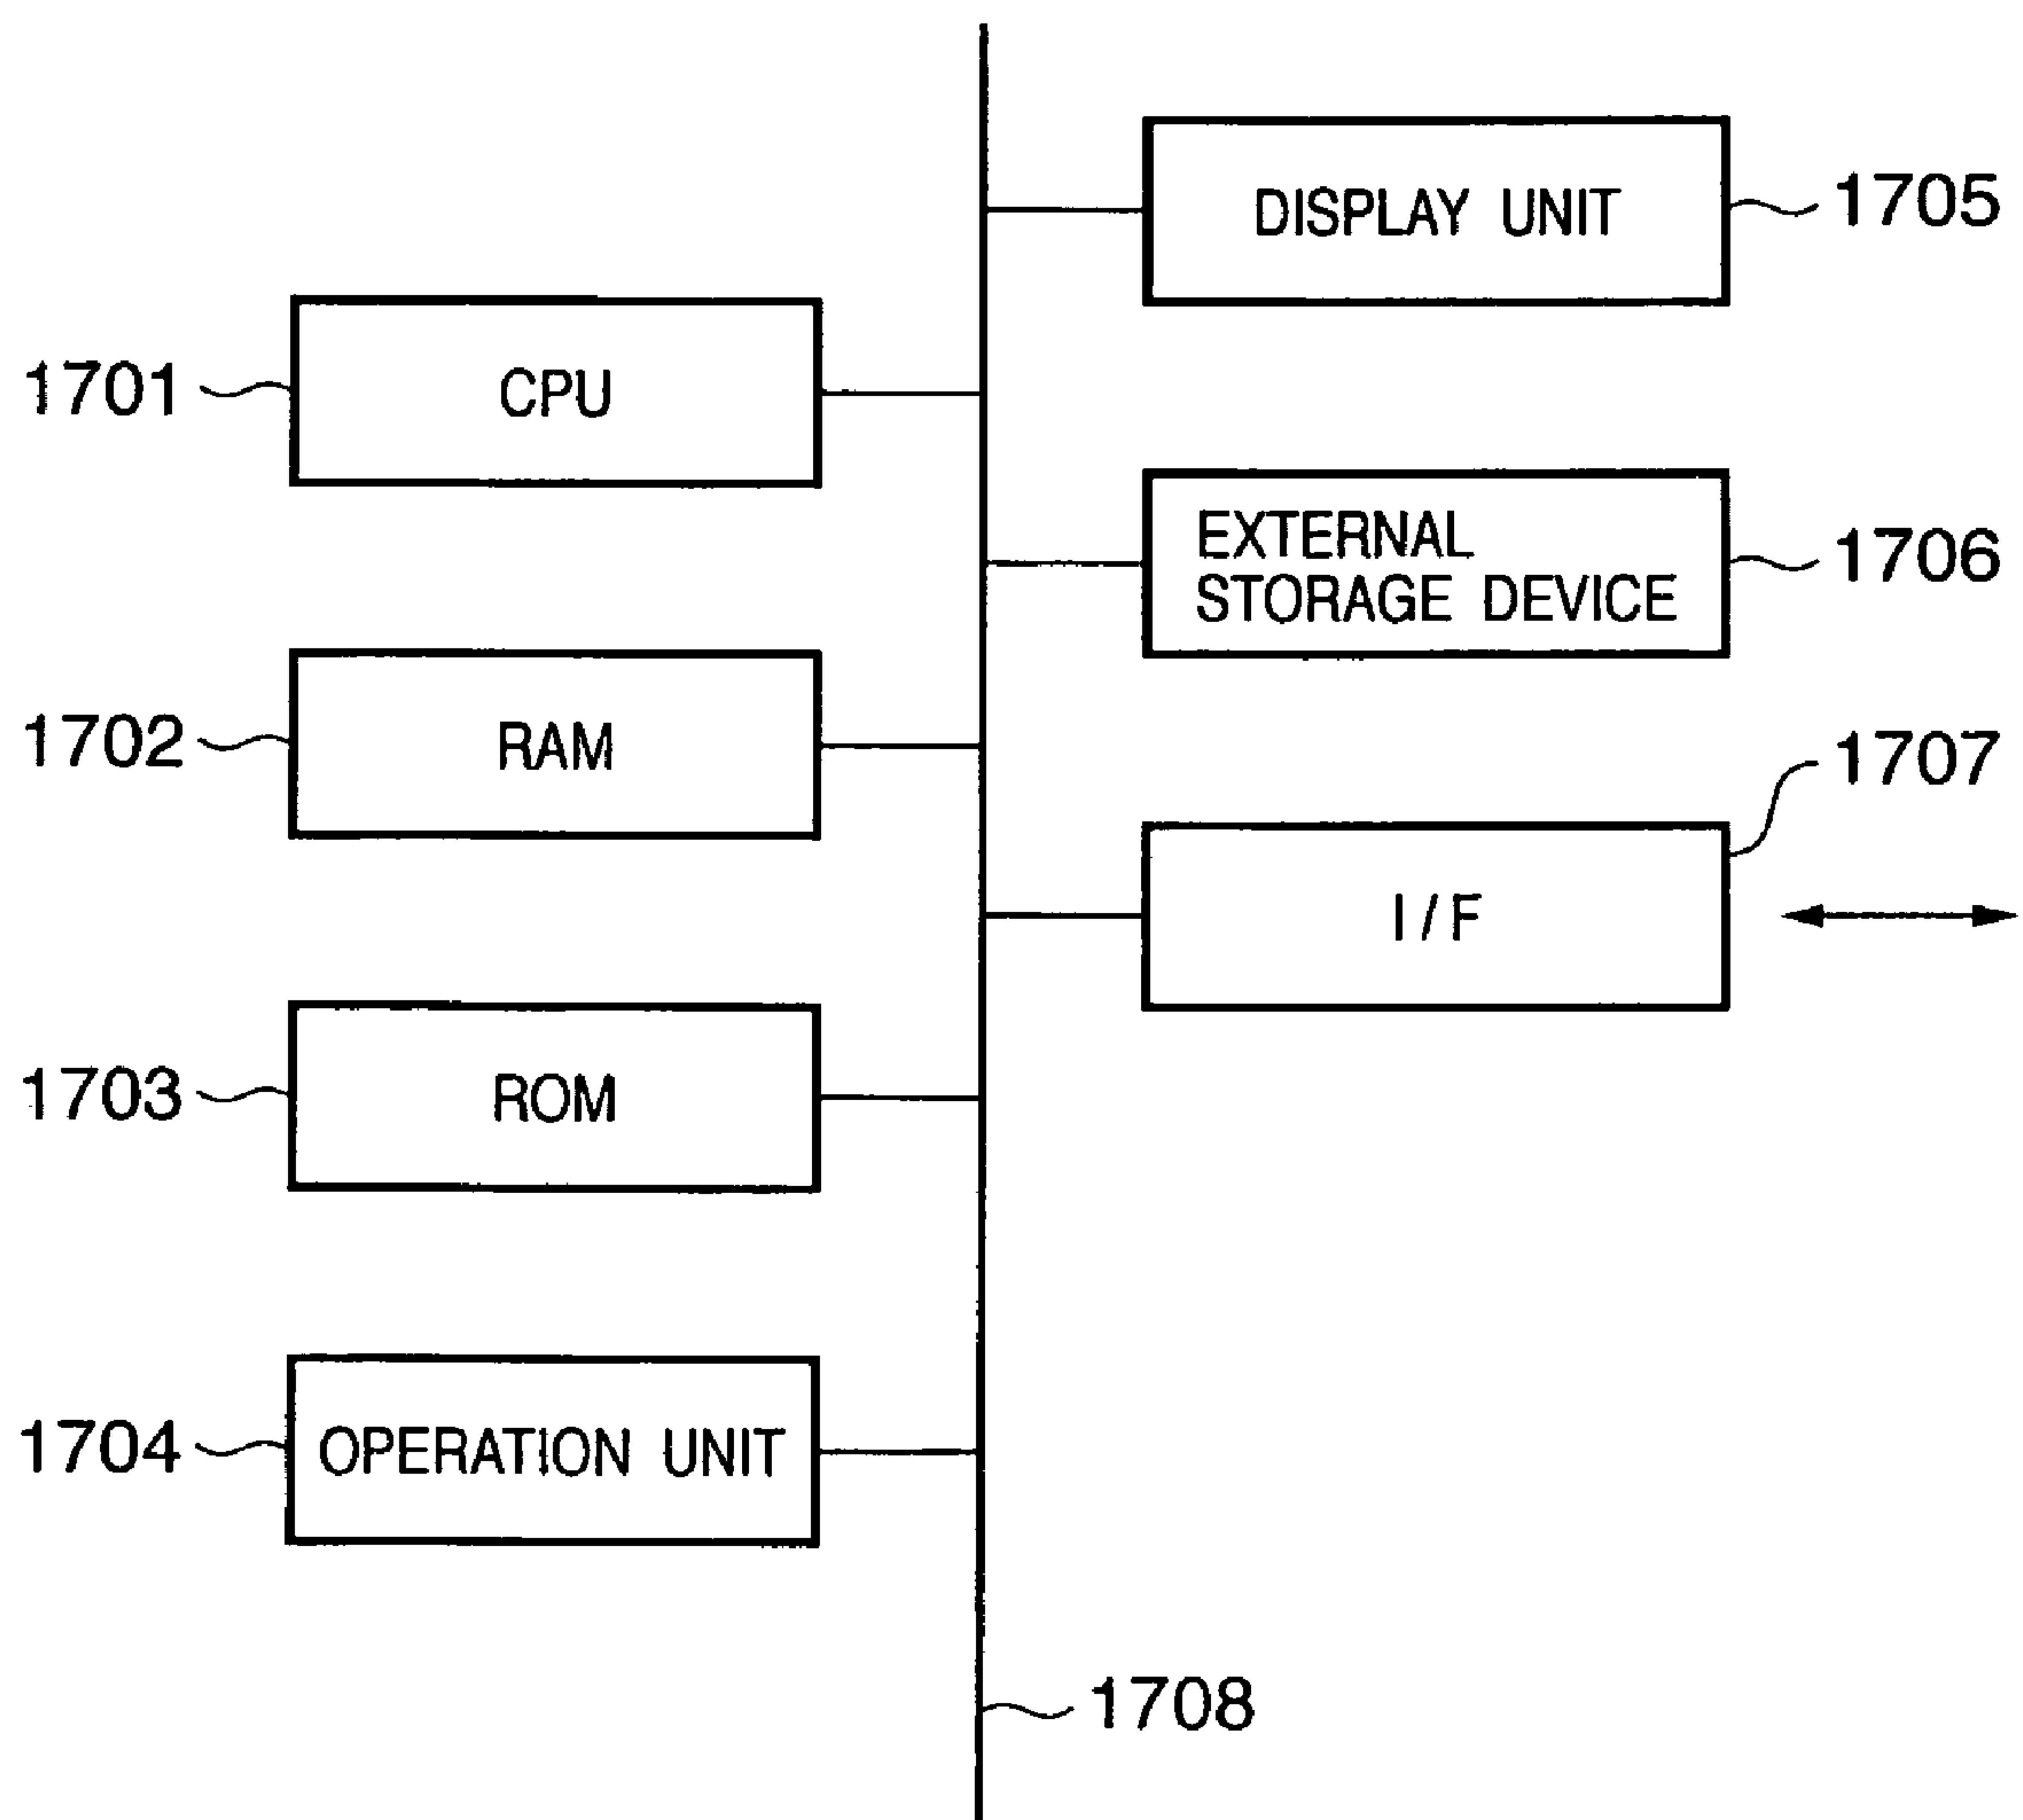 DISPLAY UNIT
1705
1701
CPU
EXTERNAL
STORAGE DEVICE
1706
1702
RAM
1707
I/F
1703
ROM
1704
OPERATION UNIT
1708